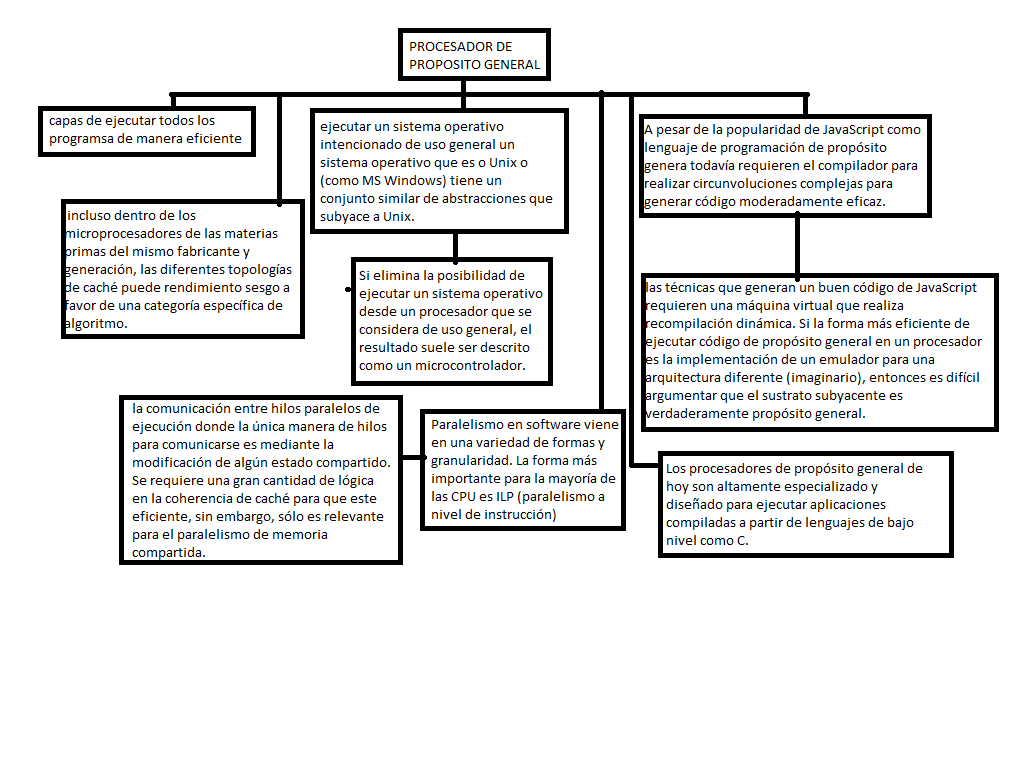 PROCESADOR DE
PROPOSITO GENERAL
capas de ejecutar todos los
programsa de manera eficiente
incluso dentro de los
microprocesadores de las materias
primas del mismo fabricante y
generación, las diferentes topologías
de caché puede rendimiento sesgo a
favor de una categoría específica de
algoritmo.
ejecutar un sistema operativo
intencionado de uso general un
sistema operativo que es o Unix o
(como MS Windows) tiene un
conjunto similar de abstracciones que
subyace a Unix.
Si elimina la posibilidad de
ejecutar un sistema operativo
desde un procesador que se
considera de uso general, el
resultado suele ser descrito
como un microcontrolador.
A pesar de la popularidad de JavaScript como
lenguaje de programación de propósito
genera todavía requieren el compilador para
realizar circunvoluciones complejas para
generar código moderadamente eficaz.
las técnicas que generan un buen código de JavaScript
requieren una máquina virtual que realiza
recompilación dinámica. Si la forma más eficiente de
ejecutar código de propósito general en un procesador
es la implementación de un emulador para una
arquitectura diferente (imaginario), entonces es difícil
argumentar que el sustrato subyacente es
verdaderamente propósito general.
la comunicación entre hilos paralelos de
ejecución donde la única manera de hilos
para comunicarse es mediante la
modificación de algún estado compartido.
Se requiere una gran cantidad de lógica
en la coherencia de caché para que este
eficiente, sin embargo, sólo es relevante
para el paralelismo de memoria
compartida.
Paralelismo en software viene
en una variedad de formas y
granularidad. La forma más
importante para la mayoría de
las CPU es ILP (paralelismo a
nivel de instrucción)
Los procesadores de propósito general de
hoy son altamente especializado y
diseñado para ejecutar aplicaciones
compiladas a partir de lenguajes de bajo
nivel como C.